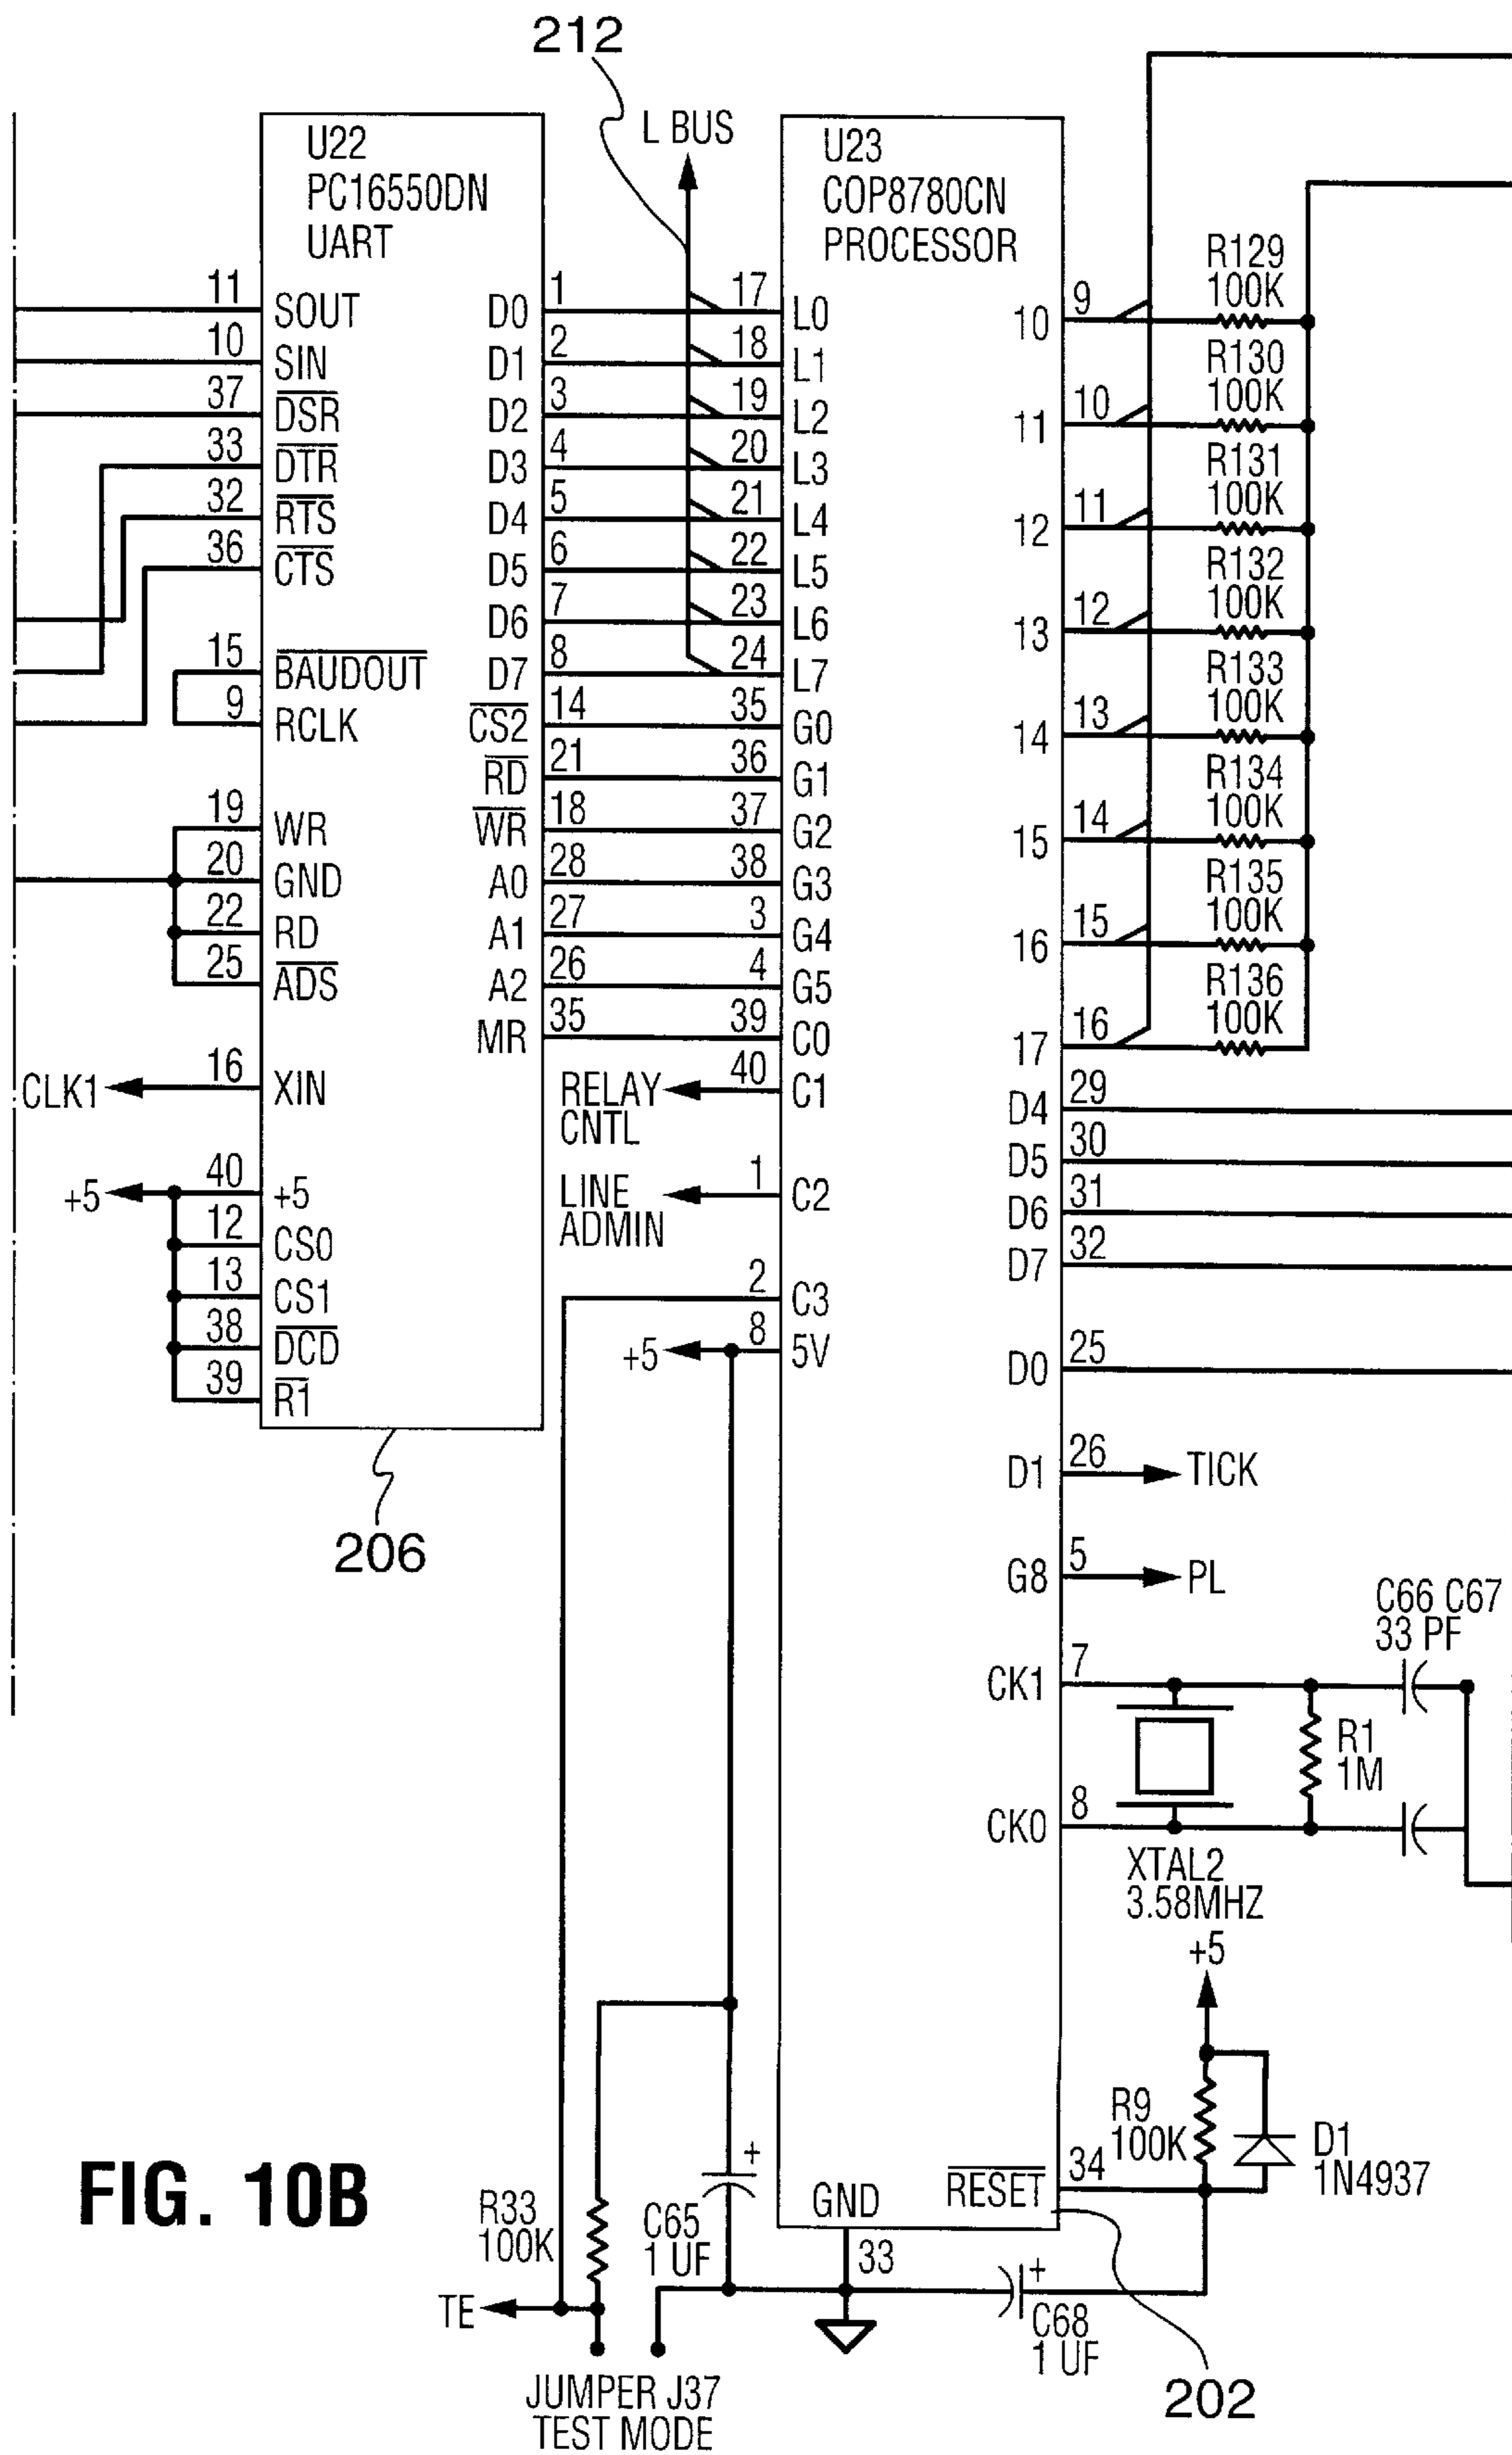 212
L BUS
U22
PC16550DN
UART
11 SOUT
10 SIN
37 DSR
33 DTR
32 RTS
36 CTS
15 BAUDOUT
9 RCLK
19 WR
20 GND
22 RD
25 ADS
CLK1 16 XIN
+5 40 +5
12 CS0
13 CS1
38 DCD
39 R1
D0 1
D1 2
D2 3
D3 4
D4 5
D5 6
D6 7
D7 8
CS2 14
RD 21
WR 18
A0 28
A1 27
A2 26
MR 35
206
U23
COP8780CN
PROCESSOR
17 L0
18 L1
19 L2
20 L3
21 L4
22 L5
23 L6
24 L7
35 G0
36 G1
37 G2
38 G3
3 G4
4 G5
39 C0
RELAY
CNTL
40 C1
LINE
ADMIN
1 C2
2 C3
+5 8 5V
10 9
11 10
12 11
13 12
14 13
15 14
16 15
17 16
R129
100K
R130
100K
R131
100K
R132
100K
R133
100K
R134
100K
R135
100K
R136
100K
D4 29
D5 30
D6 31
D7 32
D0 25
D1 26 TICK
G8 5 PL
C66 C67
33 PF
CK1 7
R1
1M
CK0 8
XTAL2
3.58MHZ
+5
R9
100K
D1
1N4937
RESET 34
GND
33
FIG. 10B
R33
100K
C65
1 UF
+
TE
+
C68
1 UF
JUMPER J37
TEST MODE
202